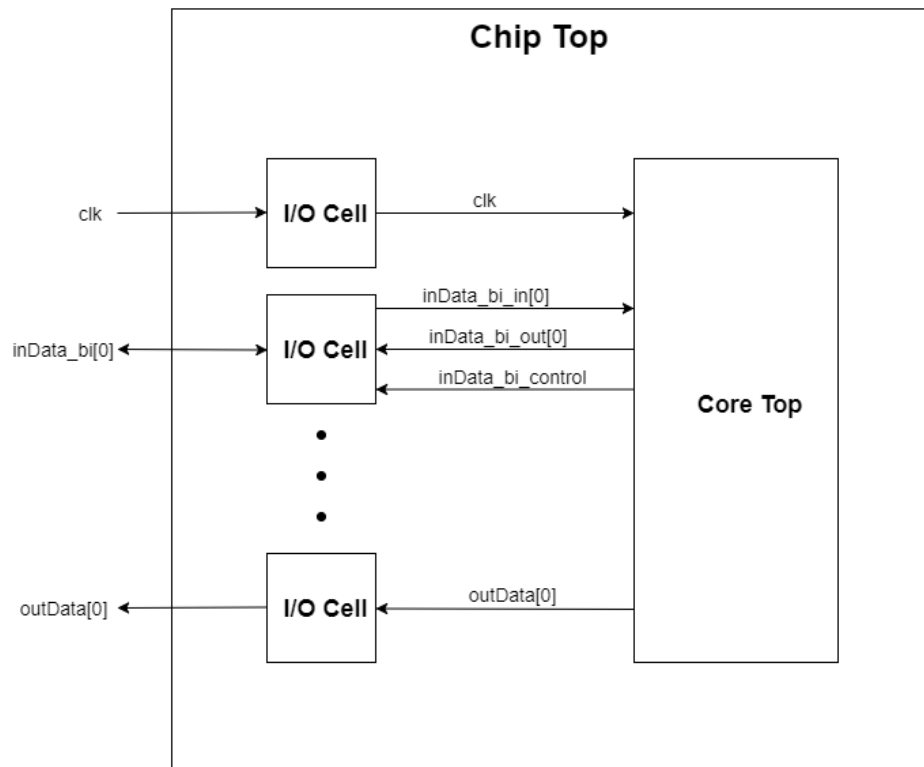 Chip Top
clk
I/O Cell
clk
inData_bi[0]
I/O Cell
inData_bi_in[0]
inData_bi_out[0]
inData_bi_control
Core Top
outData[0]
I/O Cell
outData[0]